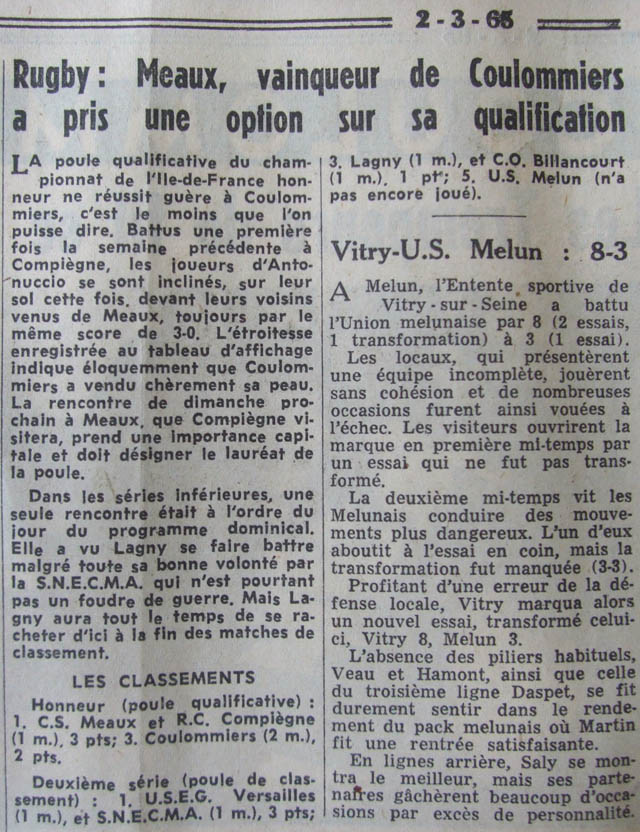 2-3-65
Rugby : Meaux, vainqueur de Coulommiers
a pris une option sur sa qualification
LA poule qualificative du cham-
pionnat de l'Ile-de-France hon-
neur ne réussit guère à Coulom-
miers, c'est le moins que l'on
puisse dire. Battus une première
fois la semaine précédente à
Compiègne, les joueurs d'Anto-
nuccio se sont inclinés, sur leur
sol cette fois, devant leurs voisins
venus de Meaux, toujours par le
même score de 3-0. L'étroitesse
enregistrée au tableau d'affichage
indique éloquemment que Coulom-
miers a vendu chèrement sa peau.
La rencontre de dimanche pro-
chain à Meaux, que Compiègne vi-
sitera, prend une importance capi-
tale et doit désigner le lauréat de
la poule.
Dans les séries inférieures, une
seule rencontre était à l'ordre du
jour du programme dominical.
Elle a vu Lagny se faire battre
malgré toute sa bonne volonté par
la S.N.E.C.M.A. qui n'est pourtant
pas un foudre de guerre. Mais La-
gny aura tout le temps de se ra-
cheter d'ici à la fin des matches de
classement.
LES CLASSEMENTS
Honneur (poule qualificative) :
1. C.S. Meaux et R.C. Compiègne
(1 m.), 3 pts; 3. Coulommiers (2 m.),
2 pts.
Deuxième série (poule de clas-
sement) : 1. U.S.E.G. Versailles
(1 m.), et S.N.E.C.M.A. (1 m.), 3 pts;
3. Lagny (1 m.), et C.O. Billancourt
(1 m.), 1 pt; 5. U.S. Melun (n'a
pas encore joué).
Vitry-U.S. Melun : 8-3
A Melun, l'Entente sportive de
Vitry-sur-Seine a battu
l'Union melunaise par 8 (2 essais,
1 transformation) à 3 (1 essai).
Les locaux, qui présentèrent
une équipe incomplète, jouèrent
sans cohésion et de nombreuses
occasions furent ainsi vouées à
l'échec. Les visiteurs ouvrirent la
marque en première mi-temps par
un essai qui ne fut pas trans-
formé.
La deuxième mi-temps vit les
Melunais conduire des mouve-
ments plus dangereux. L'un d'eux
aboutit à l'essai en coin, mais la
transformation fut manquée (3-3).
Profitant d'une erreur de la dé-
fense locale, Vitry marqua alors
un nouvel essai, transformé celui-
ci, Vitry 8, Melun 3.
L'absence des piliers habituels,
Veau et Hamont, ainsi que celle
du troisième ligne Daspet, se fit
durement sentir dans le rende-
ment du pack melunais où Martin
fit une rentrée satisfaisante.
En lignes arrière, Saly se mon-
tra le meilleur, mais ses parte-
naires gâchèrent beaucoup d'occa-
sions par excès de personnalité.